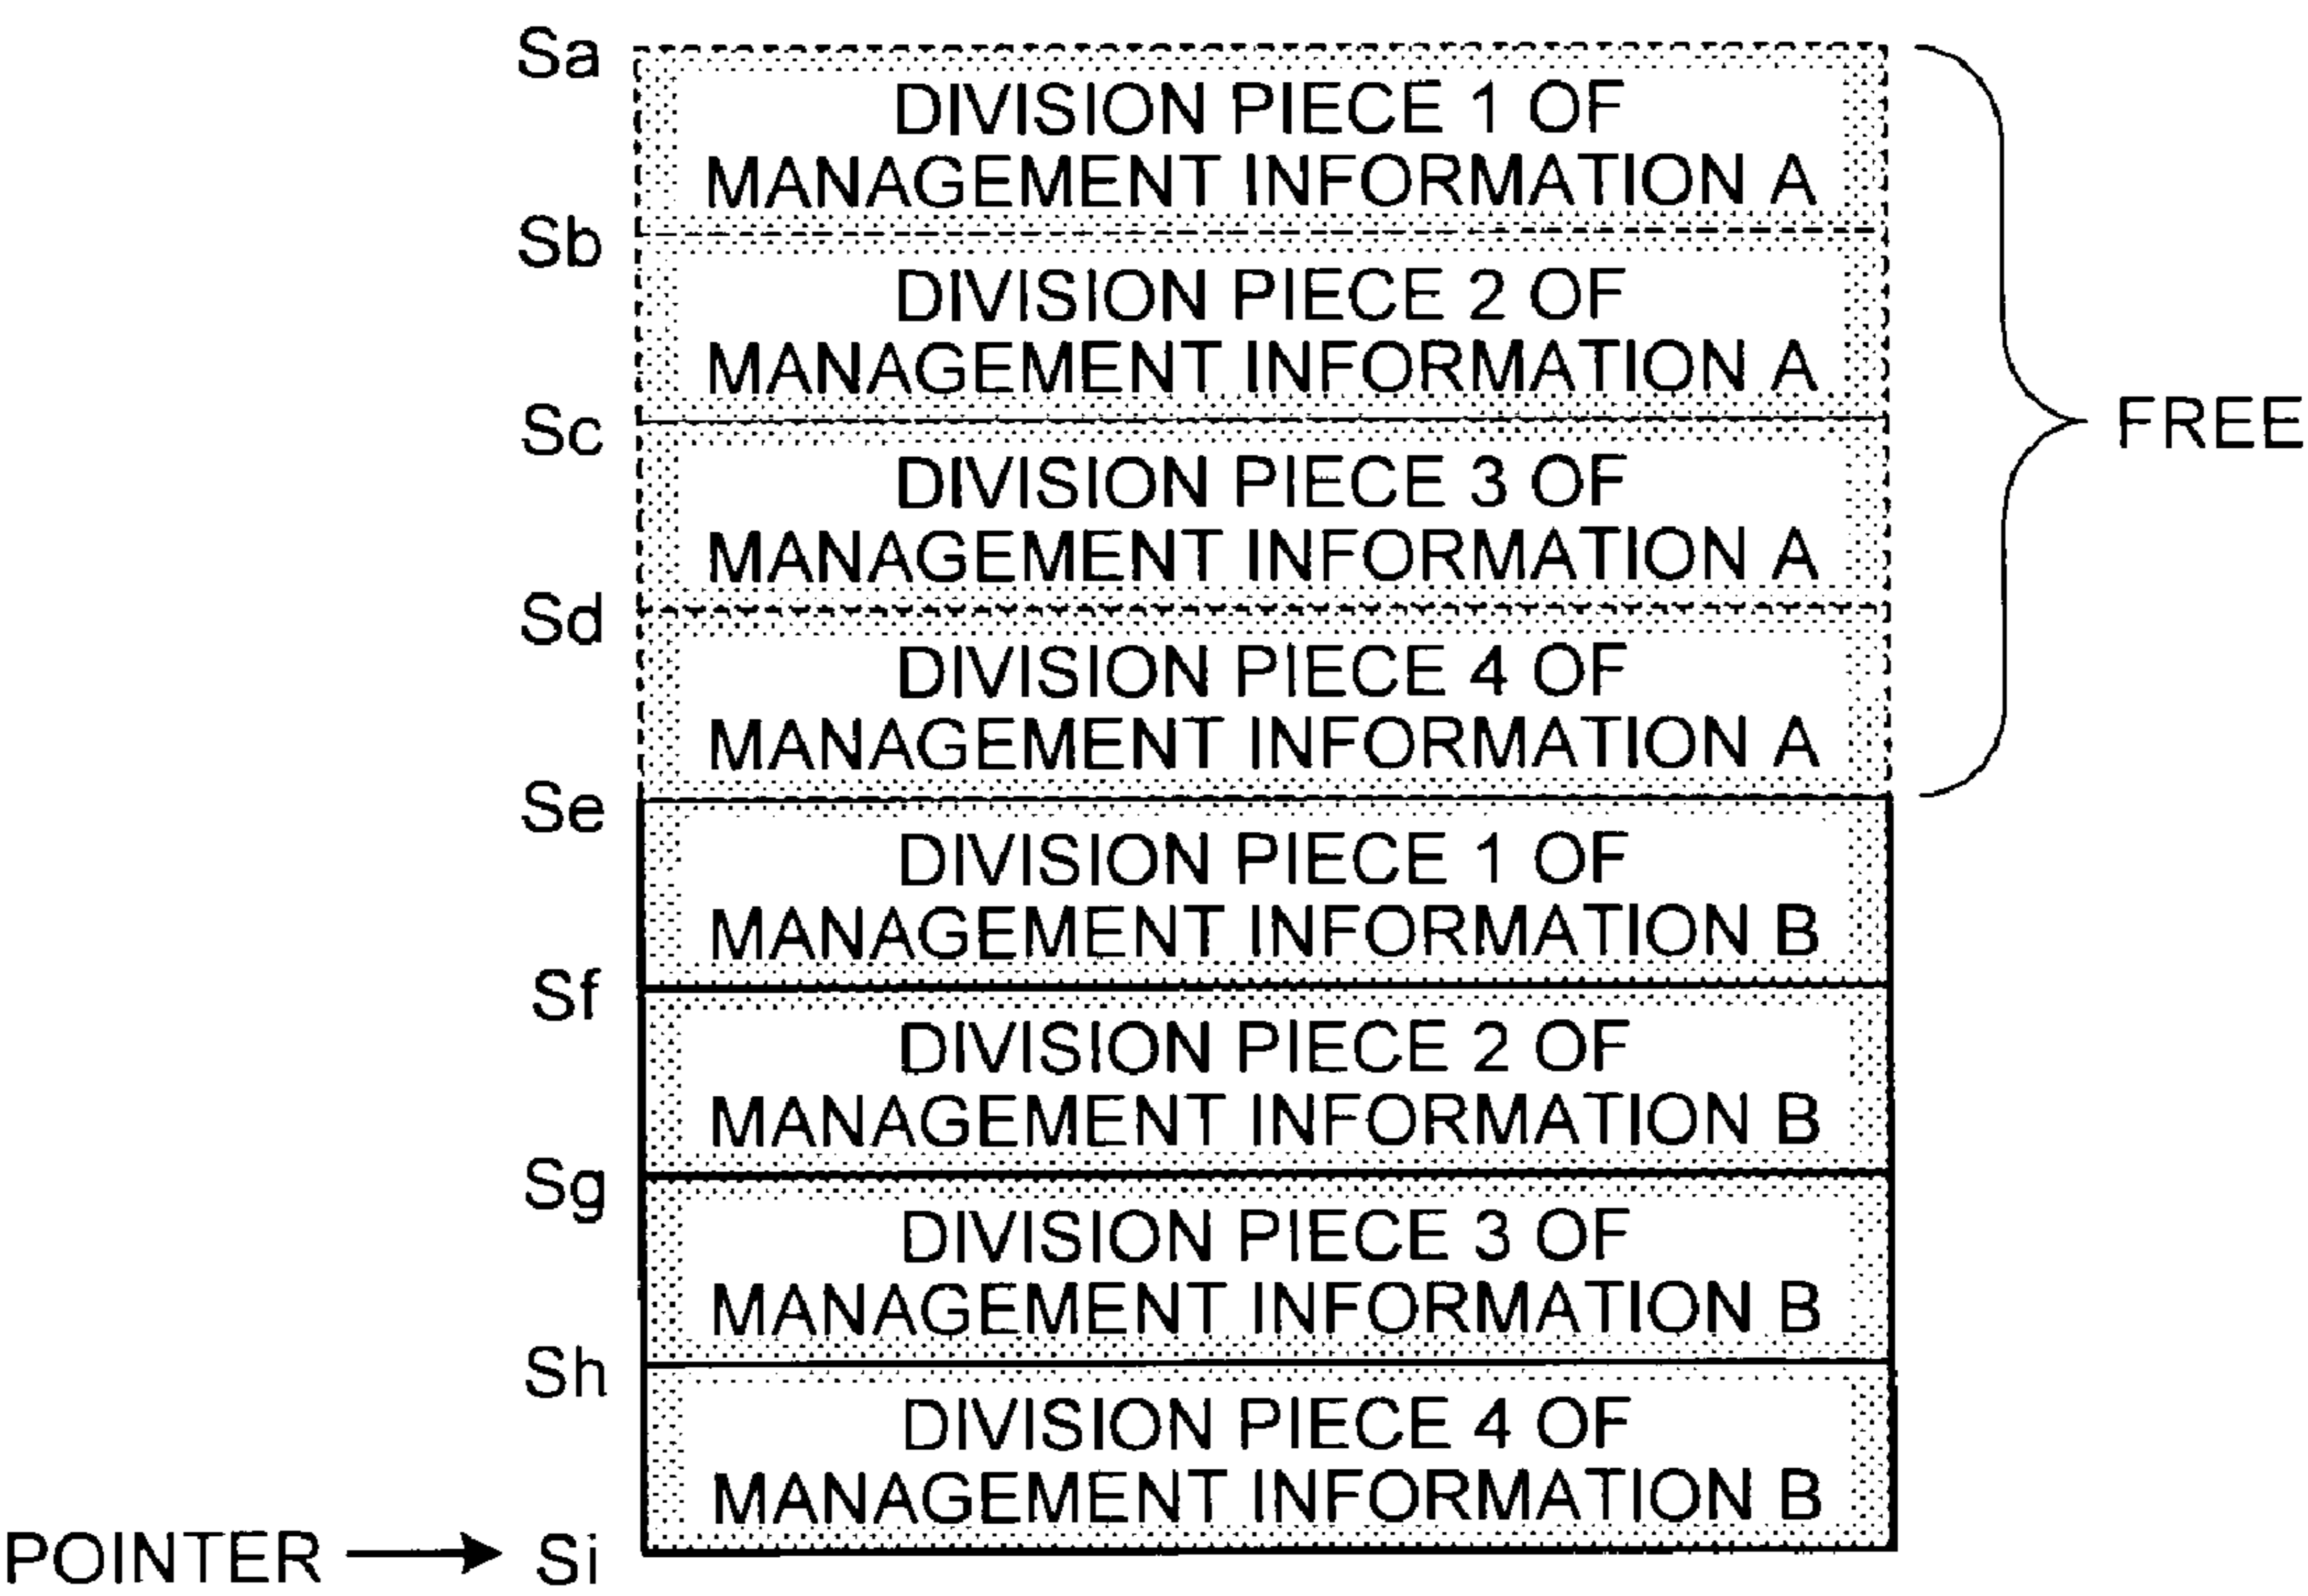 Sa
DIVISION PIECE 1 OF
MANAGEMENT INFORMATION A
Sb
DIVISION PIECE 2 OF
MANAGEMENT INFORMATION A
Sc
FREE
DIVISION PIECE 3 OF
MANAGEMENT INFORMATION A
Sd
DIVISION PIECE 4 OF
MANAGEMENT INFORMATION A
Se
DIVISION PIECE 1 OF
MANAGEMENT INFORMATION B
Sf
DIVISION PIECE 2 OF
MANAGEMENT INFORMATION B
Sg
DIVISION PIECE 3 OF
MANAGEMENT INFORMATION B
Sh
DIVISION PIECE 4 OF
MANAGEMENT INFORMATION B
POINTER Si